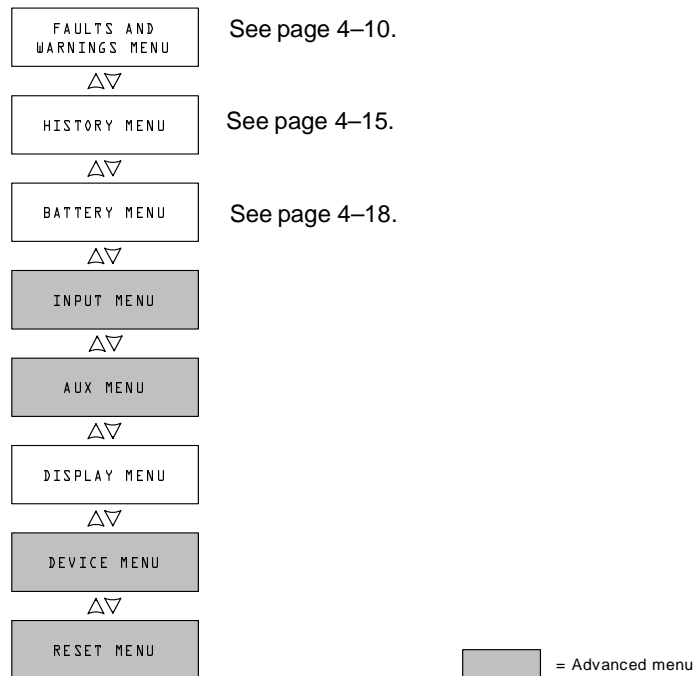 FAULTS AND
WARNINGS MENU
See page 4–10.
HISTORY MENU
See page 4–15.
BATTERY MENU
See page 4–18.
INPUT MENU
AUX MENU
DISPLAY MENU
DEVICE MENU
RESET MENU
= Advanced menu